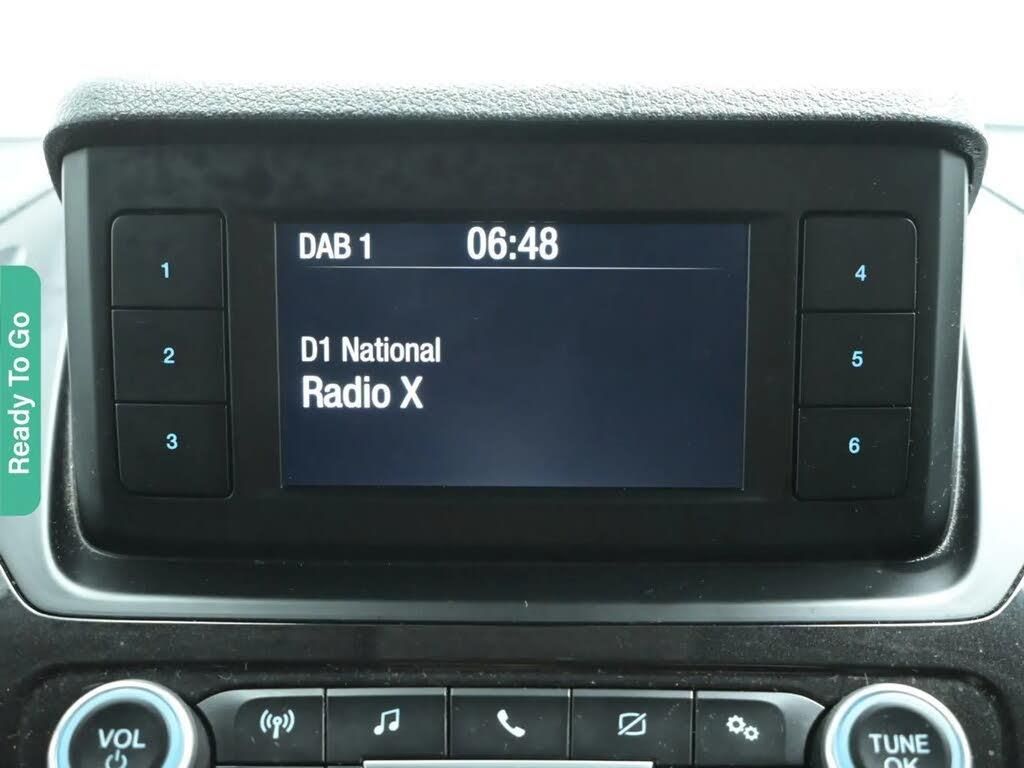 DAB 1 06:48
1
4
D1 National
2
5
Radio X
3
6
Ready To Go
VOL
TUNE
OK